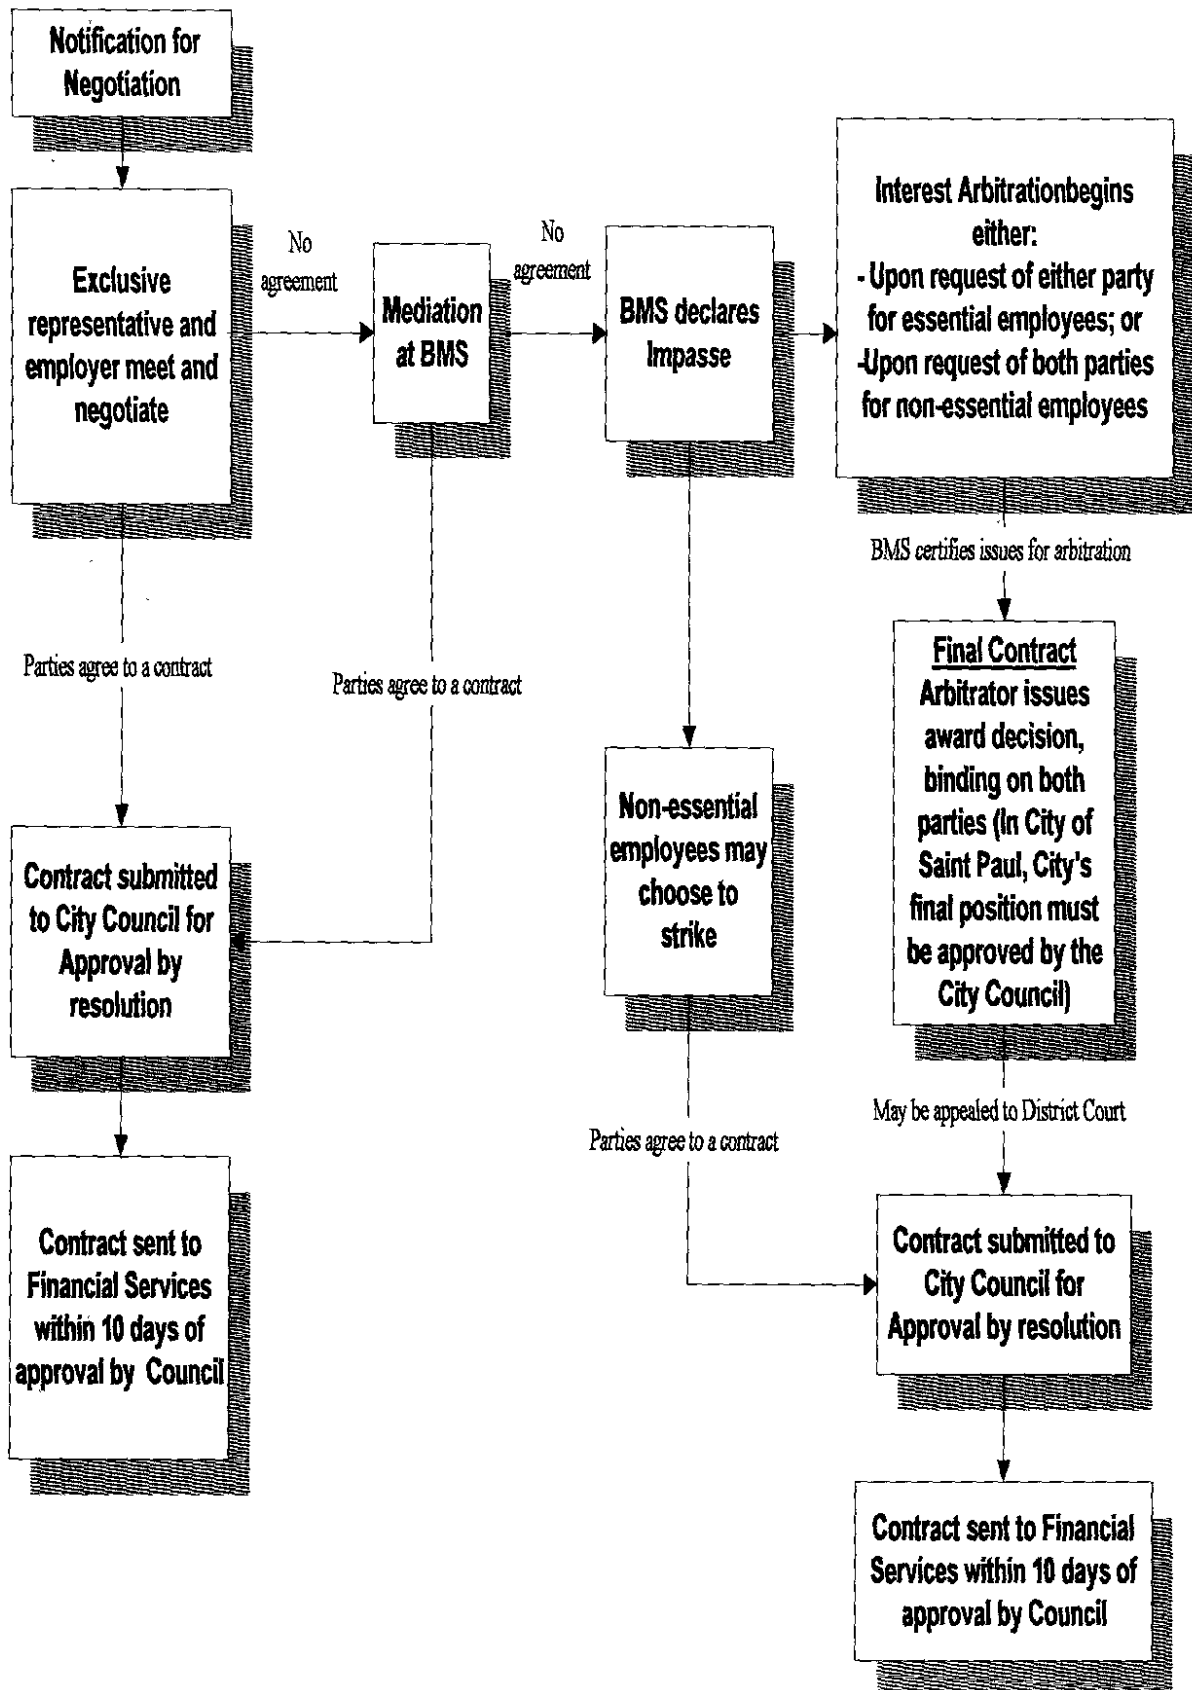 Notification for
Negotiation
Exclusive
representative and
employer meet and
negotiate
No
agreement
Mediation
at BMS
No
agreement
BMS declares
Impasse
Interest Arbitrationbegins
either:
- Upon request of either party
for essential employees; or
-Upon request of both parties
for non-essential employees
BMS certifies issues for arbitration
Parties agree to a contract
Parties agree to a contract
Final Contract
Arbitrator issues
award decision,
binding on both
parties (In City of
Saint Paul, City's
final position must
be approved by the
City Council)
Non-essential
employees may
choose to
strike
Contract submitted
to City Council for
Approval by
resolution
May be appealed to District Court
Parties agree to a contract
Contract sent to
Financial Services
within 10 days of
approval by Council
Contract submitted to
City Council for
Approval by resolution
Contract sent to Financial
Services within 10 days of
approval by Council